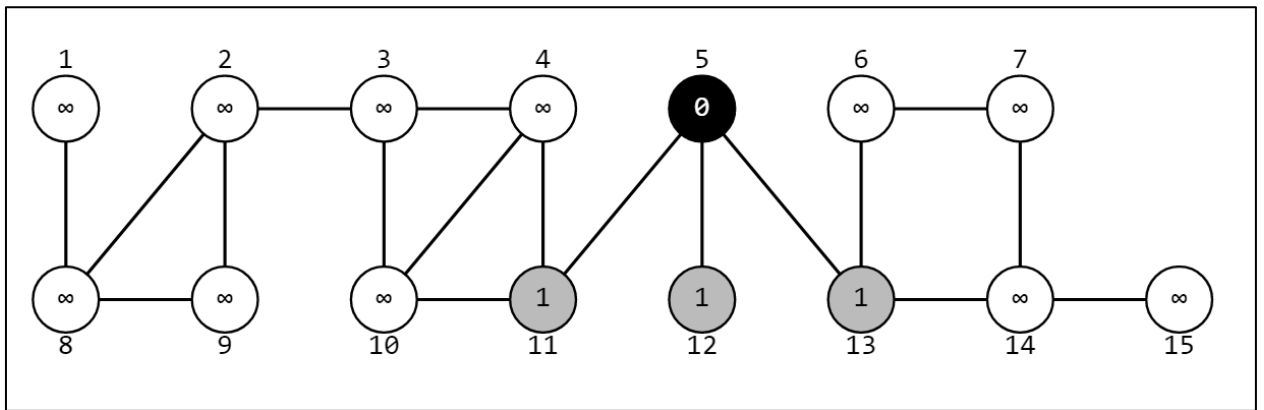 1 2 3 4 5 6 7
∞ ∞ ∞ ∞ 0 ∞ ∞
∞ ∞ ∞ 1 1 1 ∞ ∞
8 9 10 11 12 13 14 15